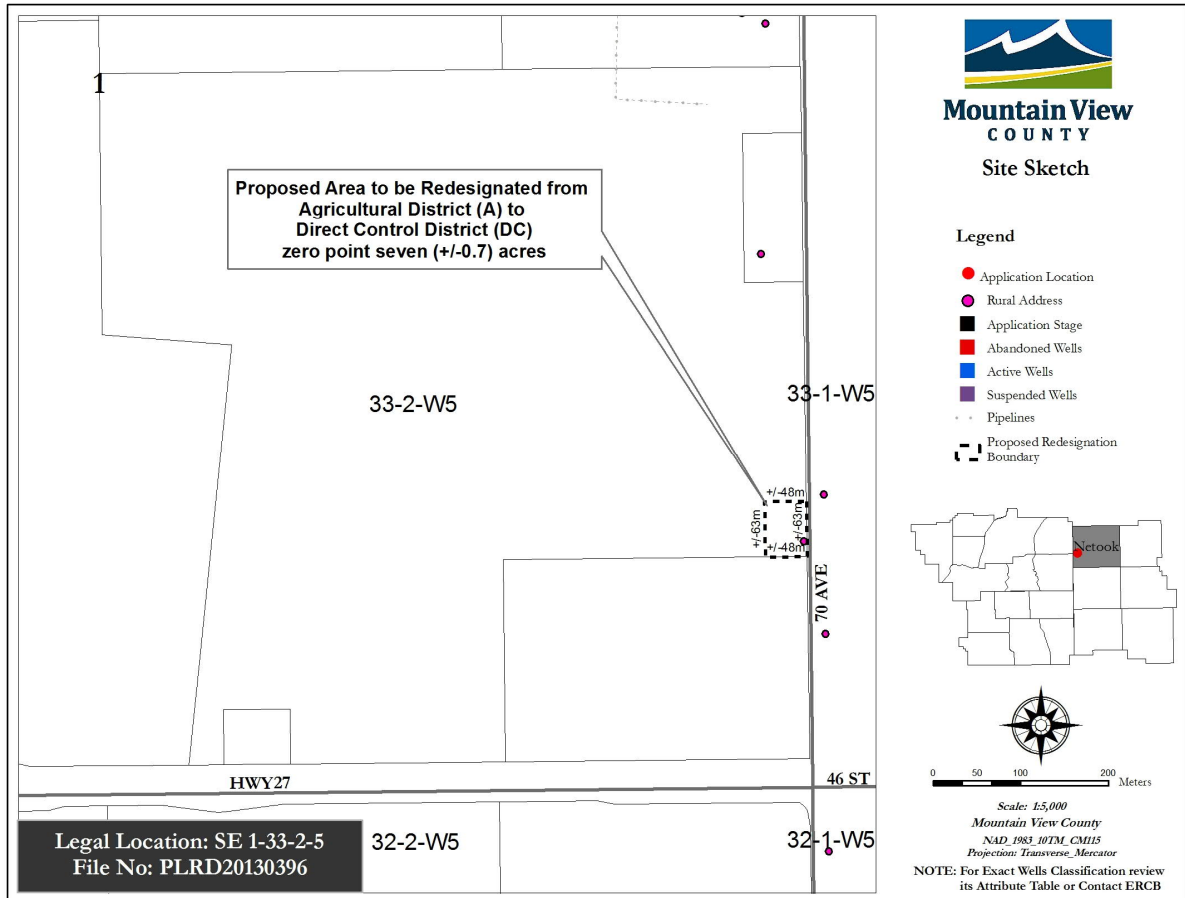 1
Proposed Area to be Redesignated from
Agricultural District (A) to
Direct Control District (DC)
zero point seven (+/-0.7) acres
33-2-W5
33-1-W5
+/-48m
+/-63m
+/-63m
+/-48m
70 AVE
HWY27
46 ST
Legal Location: SE 1-33-2-5
File No: PLRD20130396
32-2-W5
32-1-W5
Mountain View
COUNTY
Site Sketch
Legend
Application Location
Rural Address
Application Stage
Abandoned Wells
Active Wells
Suspended Wells
Pipelines
Proposed Redesignation
Boundary
Netook
0 50 100 200
Meters
Scale: 1:5,000
Mountain View County
NAD_1983_10TM_CM115
Projection: Transverse_Mercator
NOTE: For Exact Wells Classification review
its Attribute Table or Contact ERCB